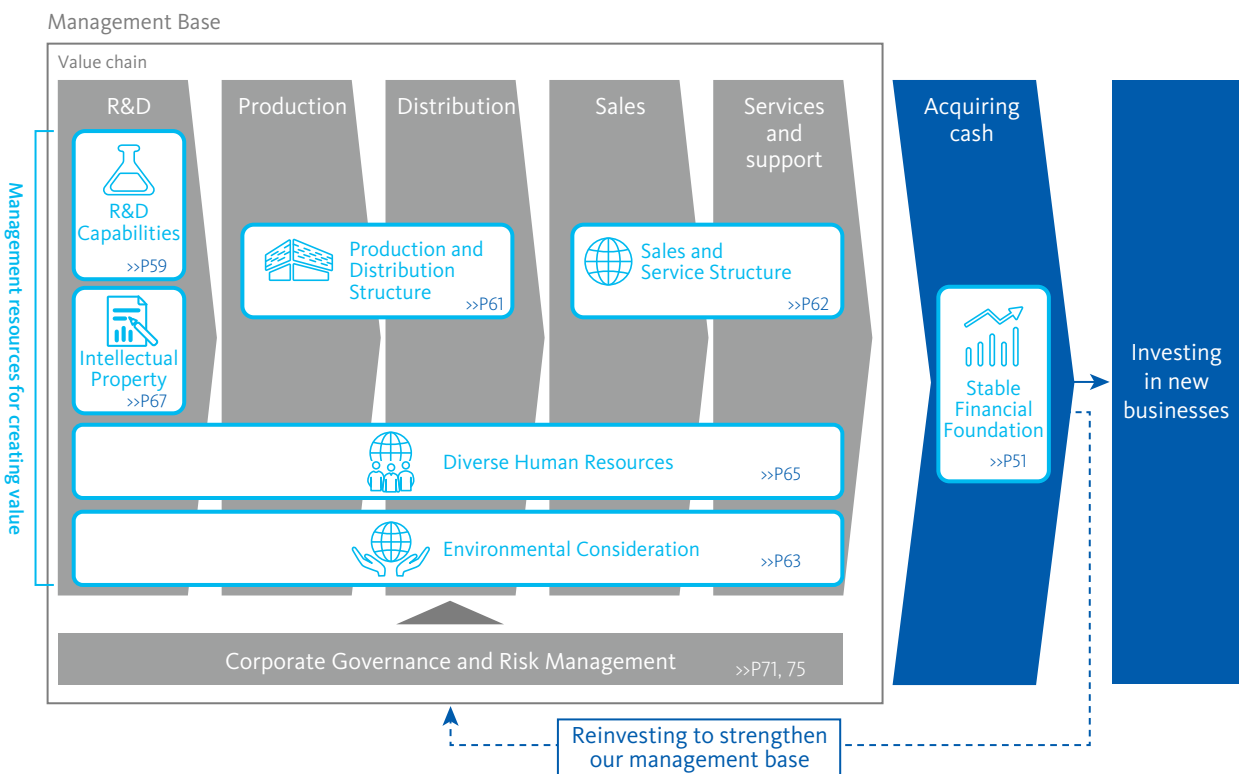 Management Base
Value chain
R&D
Production
Distribution
Sales
Services
and
support
Acquiring
cash
Management resources for creating value
R&D
Capabilities
>>P59
Intellectual
Property
>>P67
Production and
Distribution
Structure
>>P61
Sales and
Service Structure
>>P62
Stable
Financial
Foundation
>>P51
Investing
in new
businesses
Diverse Human Resources
>>P65
Environmental Consideration
>>P63
Corporate Governance and Risk Management >>P71, 75
Reinvesting to strengthen
our management base